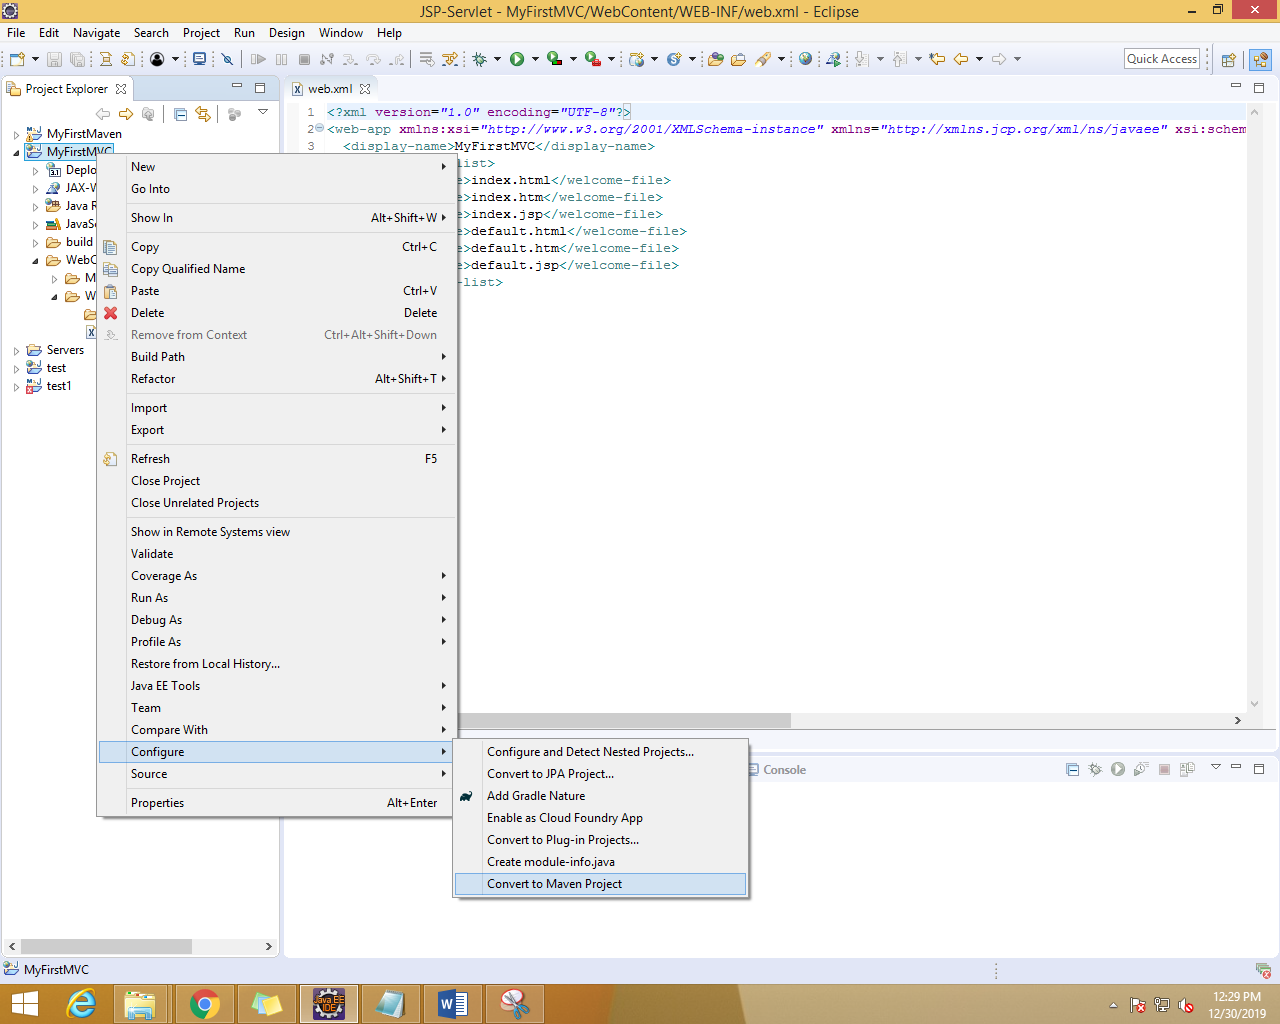 JSP-Servlet - MyFirstMVC/WebContent/WEB-INF/web.xml - Eclipse
File Edit Navigate Search Project Run Design Window Help
Quick Access
Project Explorer
web.xml
MyFirstMaven
MyFirstMVC
Deplo
JAX-W
Java R
JavaSc
build
WebC
M
W
Servers
test
test1
1 <?xml version="1.0" encoding="UTF-8"?>
2 <web-app xmlns:xsi="http://www.w3.org/2001/XMLSchema-instance" xmlns="http://xmlns.jcp.org/xml/ns/javaee" xsi:schem
3 <display-name>MyFirstMVC</display-name>
list>
e>index.html</welcome-file>
e>index.htm</welcome-file>
e>index.jsp</welcome-file>
e>default.html</welcome-file>
e>default.htm</welcome-file>
e>default.jsp</welcome-file>
-list>
New
Go Into
Show In Alt+Shift+W
Copy Ctrl+C
Copy Qualified Name
Paste Ctrl+V
Delete Delete
Remove from Context Ctrl+Alt+Shift+Down
Build Path
Refactor Alt+Shift+T
Import
Export
Refresh F5
Close Project
Close Unrelated Projects
Show in Remote Systems view
Validate
Coverage As
Run As
Debug As
Profile As
Restore from Local History...
Java EE Tools
Team
Compare With
Configure
Source
Properties Alt+Enter
Configure and Detect Nested Projects...
Convert to JPA Project...
Add Gradle Nature
Enable as Cloud Foundry App
Convert to Plug-in Projects...
Create module-info.java
Convert to Maven Project
Console
MyFirstMVC
Java EE
IDE
12:29 PM
12/30/2019